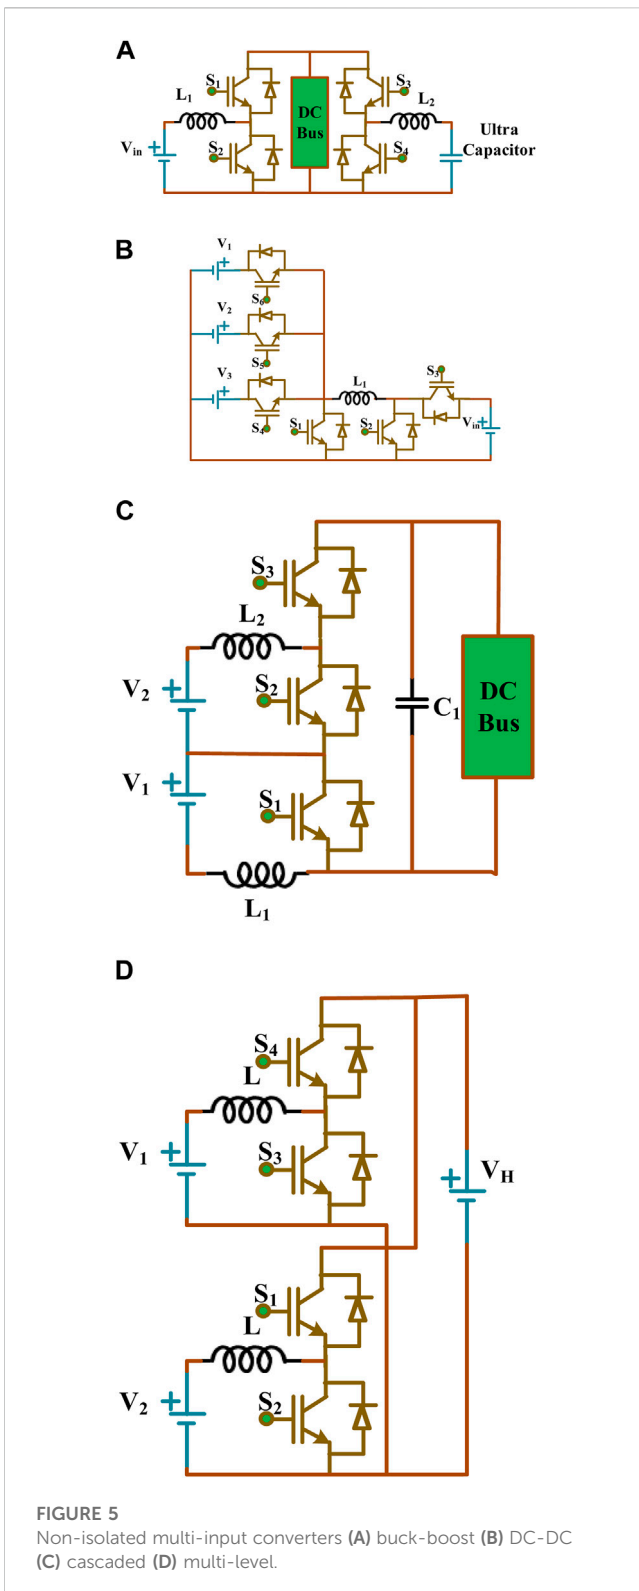 A
S1
S3
L1
L2
DC
Bus
Vin
+
S2
S4
Ultra
Capacitor
+
B
V1
+
S6
V2
+
S5
V3
+
L1
S3
S4
S1
S2
Vin
+
C
S3
L2
V2
+
S2
C1
DC
Bus
V1
+
S1
L1
D
S4
L
V1
+
S3
VH
+
S1
L
V2
+
S2
FIGURE 5
Non-isolated multi-input converters (A) buck-boost (B) DC-DC
(C) cascaded (D) multi-level.